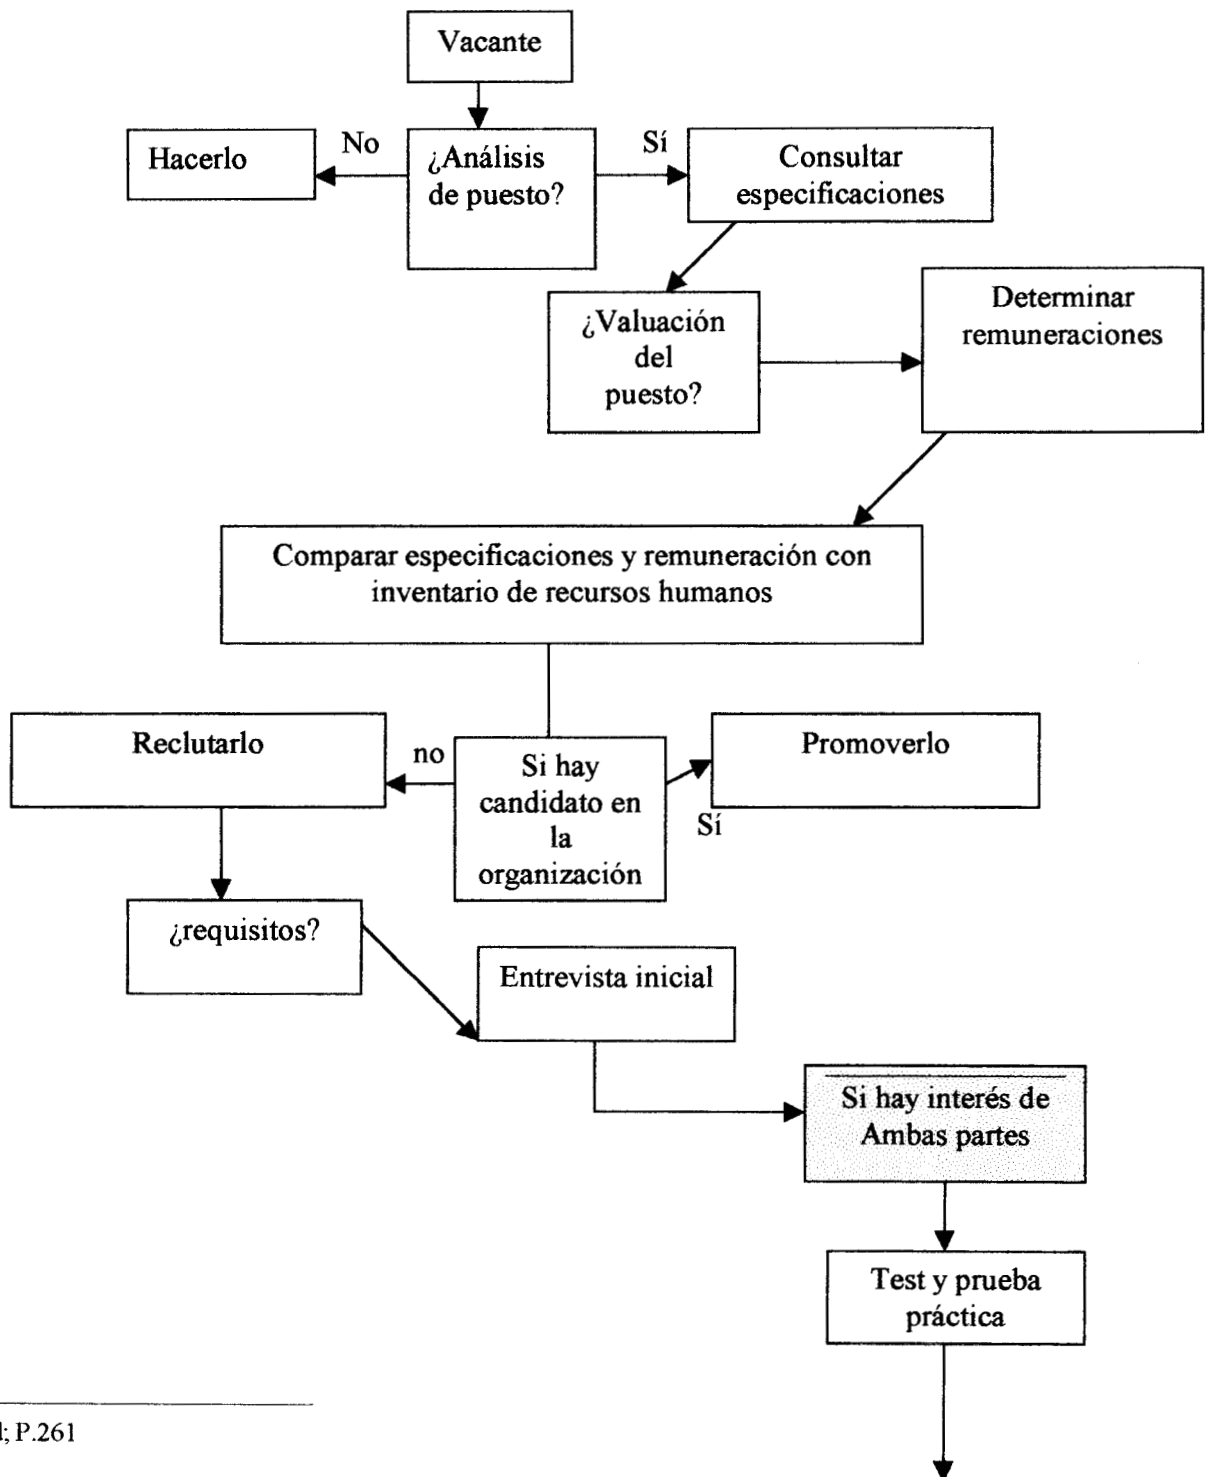 Vacante
No
Sí
Hacerlo
¿Análisis
de puesto?
Consultar
especificaciones
¿Valuación
del
puesto?
Determinar
remuneraciones
Comparar especificaciones y remuneración con
inventario de recursos humanos
Reclutarlo
no
Si hay
candidato en
la
organización
Sí
Promoverlo
¿requisitos?
Entrevista inicial
Si hay interés de
Ambas partes
Test y prueba
práctica
; P.261